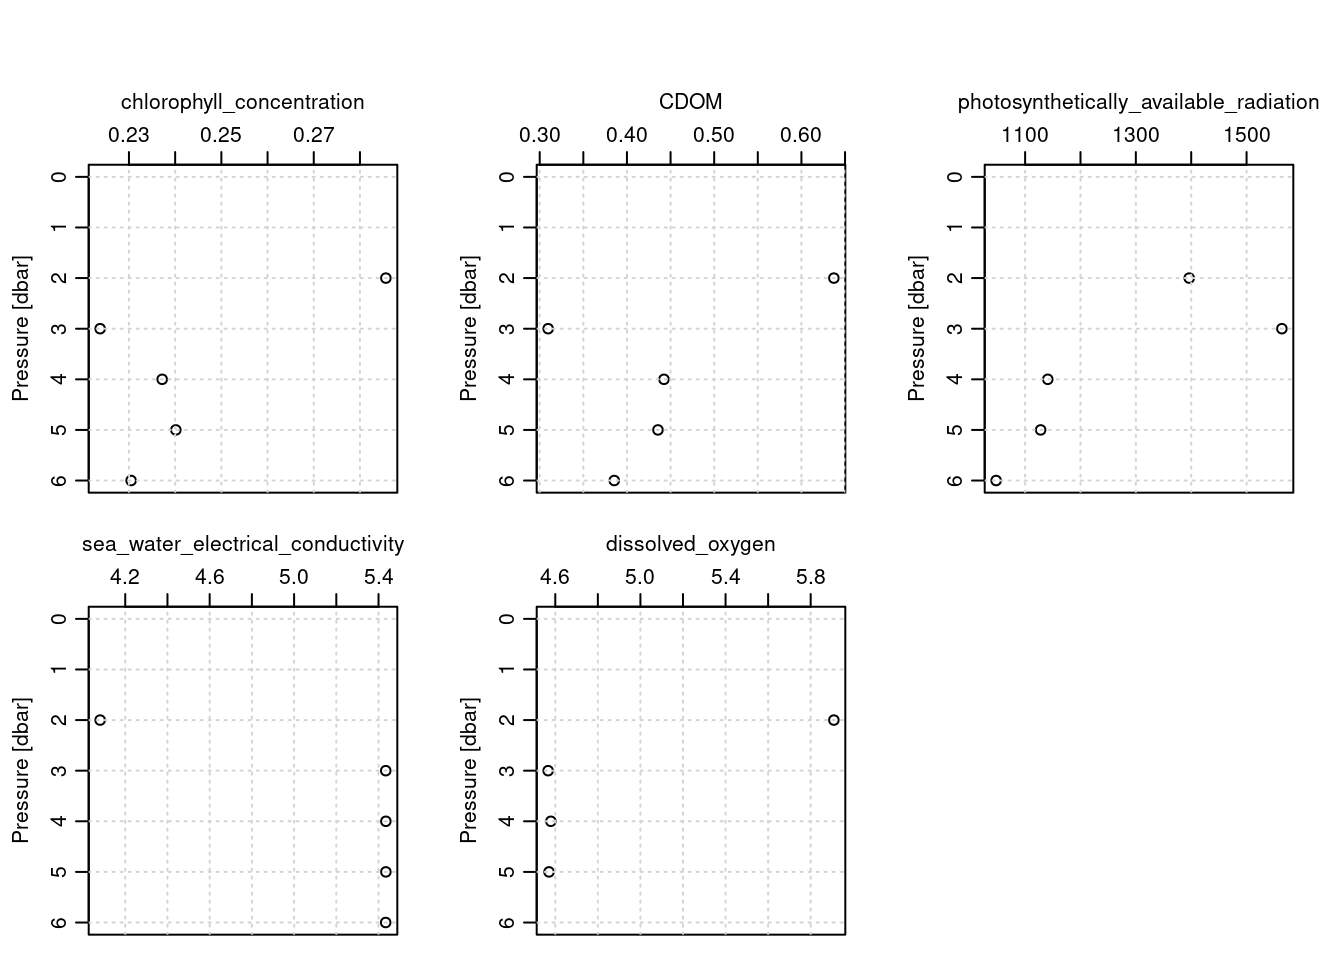 chlorophyll_concentration
0.23 0.25 0.27
0
1
2
3
4
5
6
Pressure [dbar]
CDOM
0.30 0.40 0.50 0.60
0
1
2
3
4
5
6
Pressure [dbar]
photosynthetically_available_radiation
1100 1300 1500
0
1
2
3
4
5
6
Pressure [dbar]
sea_water_electrical_conductivity
4.2 4.6 5.0 5.4
0
1
2
3
4
5
6
Pressure [dbar]
dissolved_oxygen
4.6 5.0 5.4 5.8
0
1
2
3
4
5
6
Pressure [dbar]